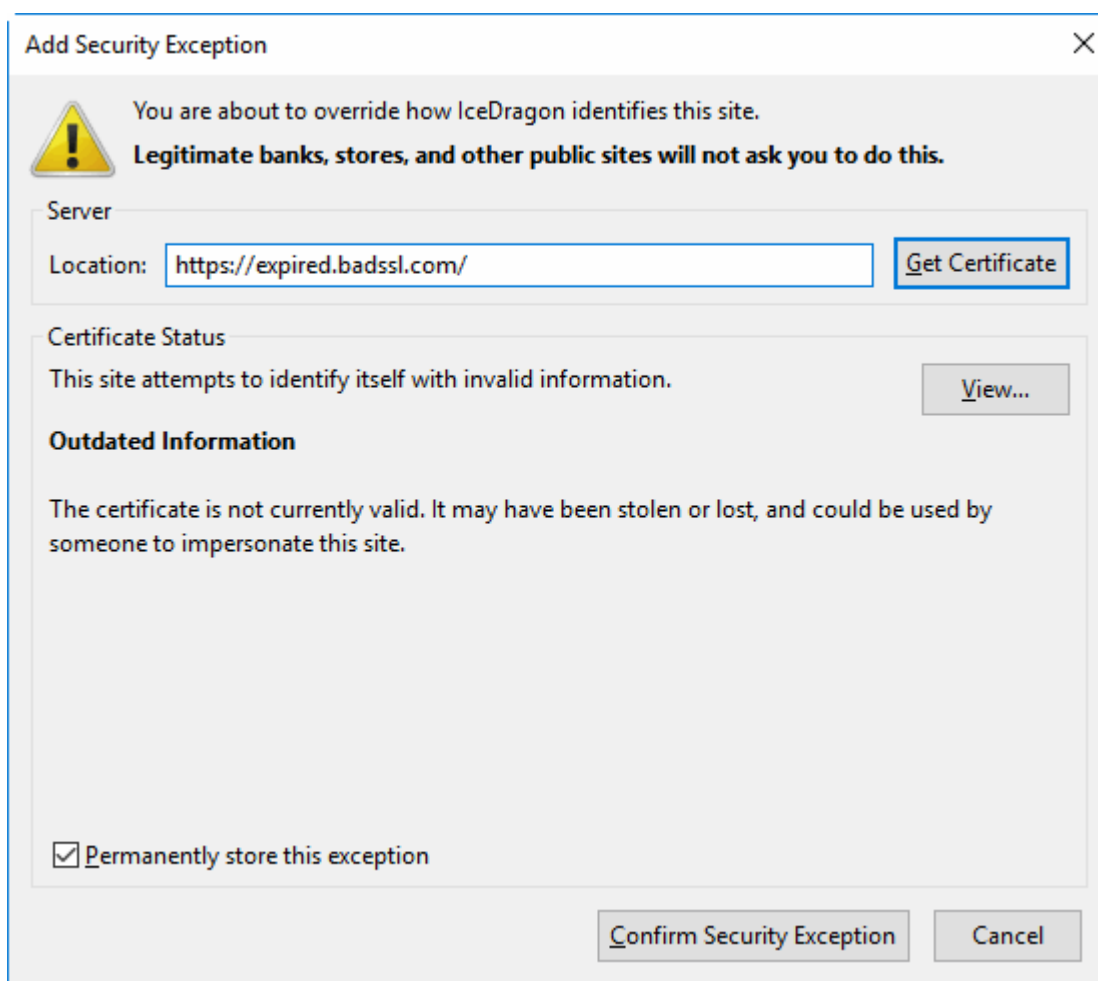 Add Security Exception
You are about to override how IceDragon identifies this site.
Legitimate banks, stores, and other public sites will not ask you to do this.
Server
Location: https://expired.badssl.com/ Get Certificate
Certificate Status
This site attempts to identify itself with invalid information.
View...
Outdated Information
The certificate is not currently valid. It may have been stolen or lost, and could be used by
someone to impersonate this site.
Permanently store this exception
Confirm Security Exception Cancel